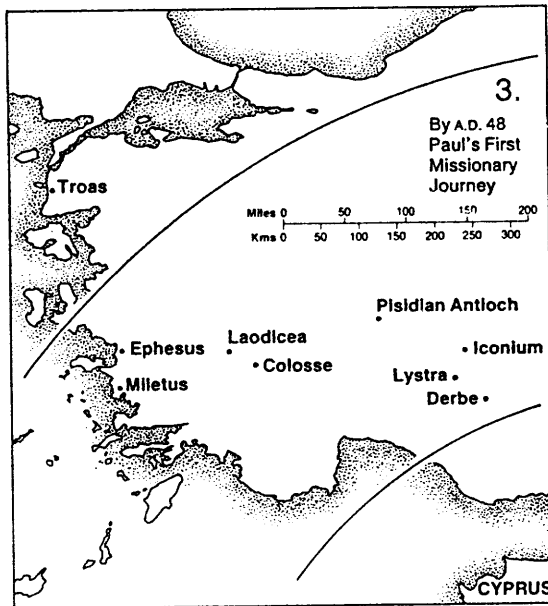 3.
By A.D. 48
Paul's First
Missionary
Journey
Miles 0 50 100 150 200
Kms 0 50 100 150 200 250 300
Troas
Pisidian Antioch
Ephesus
Laodicea
Iconium
Colosse
Miletus
Lystra
Derbe
CYPRUS